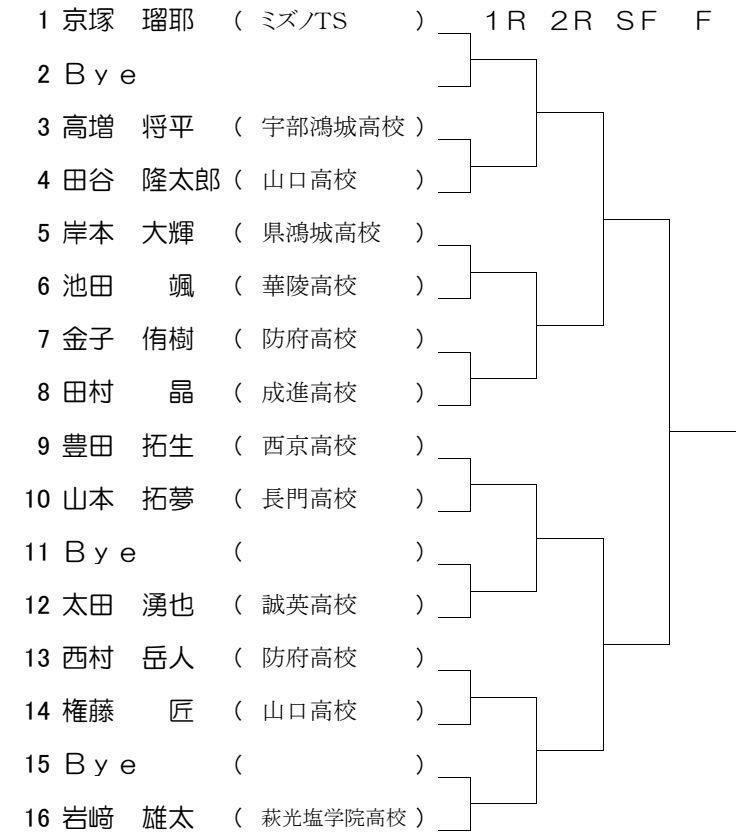 1 京塚　瑠耶 ( ミズノTS ) 1R 2R SF F
2 Bye
3 高増　将平 ( 宇部鴻城高校 )
4 田谷　隆太郎 ( 山口高校 )
5 岸本　大輝 ( 県鴻城高校 )
6 池田　颯 ( 華陵高校 )
7 金子　侑樹 ( 防府高校 )
8 田村　晶 ( 成進高校 )
9 豊田　拓生 ( 西京高校 )
10 山本　拓夢 ( 長門高校 )
11 Bye ( )
12 太田　湧也 ( 誠英高校 )
13 西村　岳人 ( 防府高校 )
14 権藤　匠 ( 山口高校 )
15 Bye ( )
16 岩﨑　雄太 ( 萩光塩学院高校 )